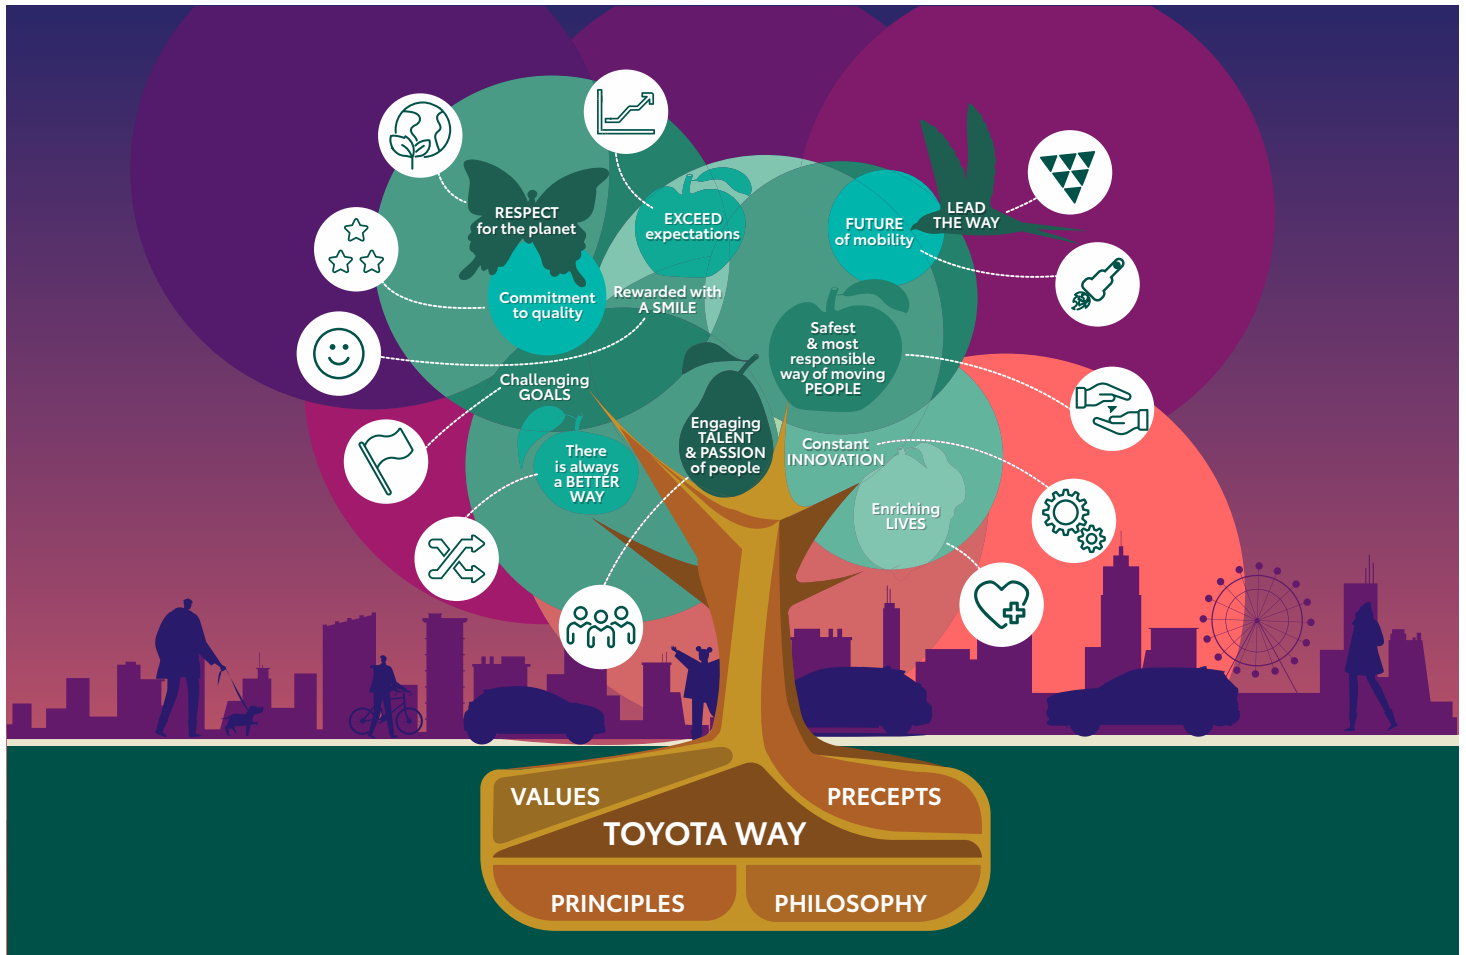 RESPECT
for the planet
EXCEED
expectations
FUTURE
of mobility
LEAD
THE WAY
Commitment
to quality
Rewarded with
A SMILE
Safest
& most
responsible
way of moving
PEOPLE
Challenging
GOALS
There
is always
a BETTER
WAY
Engaging
TALENT
& PASSION
of people
Constant
INNOVATION
Enriching
LIVES
VALUES
PRECEPTS
TOYOTA WAY
PRINCIPLES
PHILOSOPHY